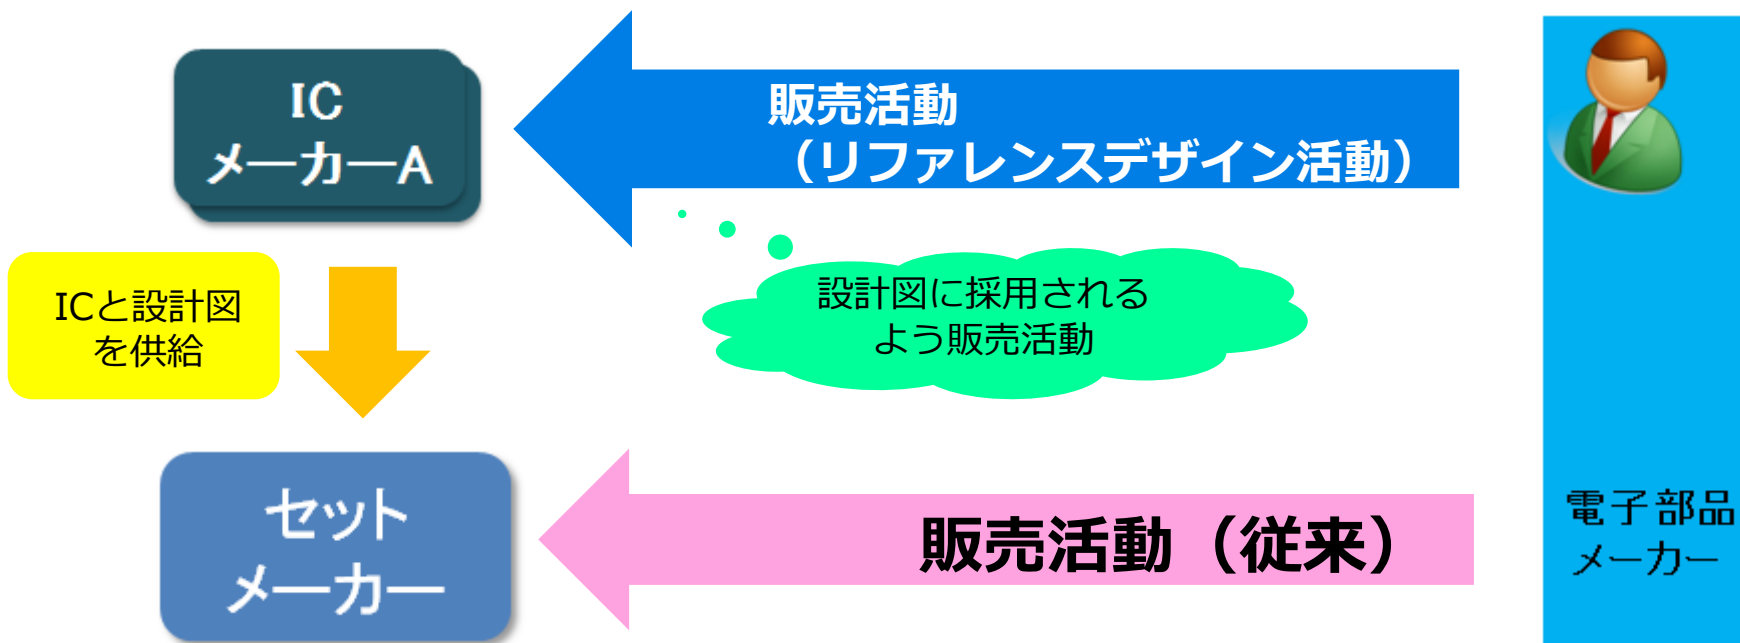 IC
メーカーA
販売活動
（リファレンスデザイン活動）
ICと設計図
を供給
設計図に採用される
よう販売活動
セット
メーカー
販売活動（従来）
電子部品
メーカー